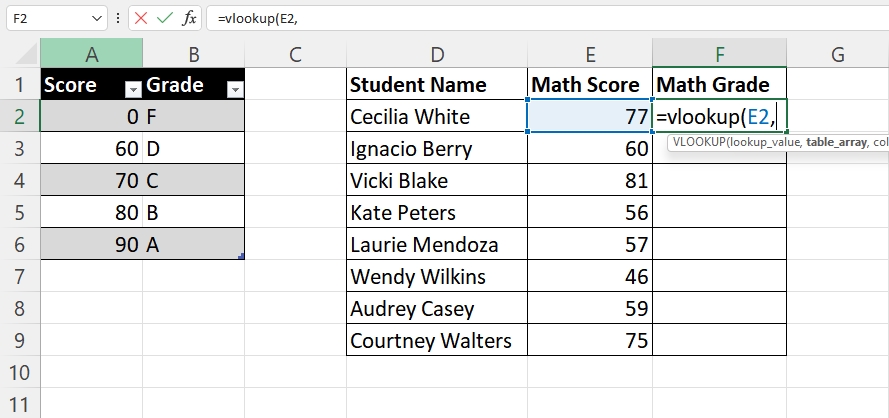 F2 fx =vlookup(E2,
A B C D E F G
1 Score Grade Student Name Math Score Math Grade
2 0 F Cecilia White 77 =vlookup(E2,
VLOOKUP(lookup_value, table_array, col
3 60 D Ignacio Berry 60
4 70 C Vicki Blake 81
5 80 B Kate Peters 56
6 90 A Laurie Mendoza 57
7 Wendy Wilkins 46
8 Audrey Casey 59
9 Courtney Walters 75
10
11